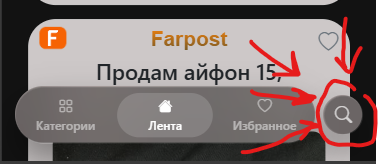 F Farpost
Продам айфон 15,
Категории Лента Избранное